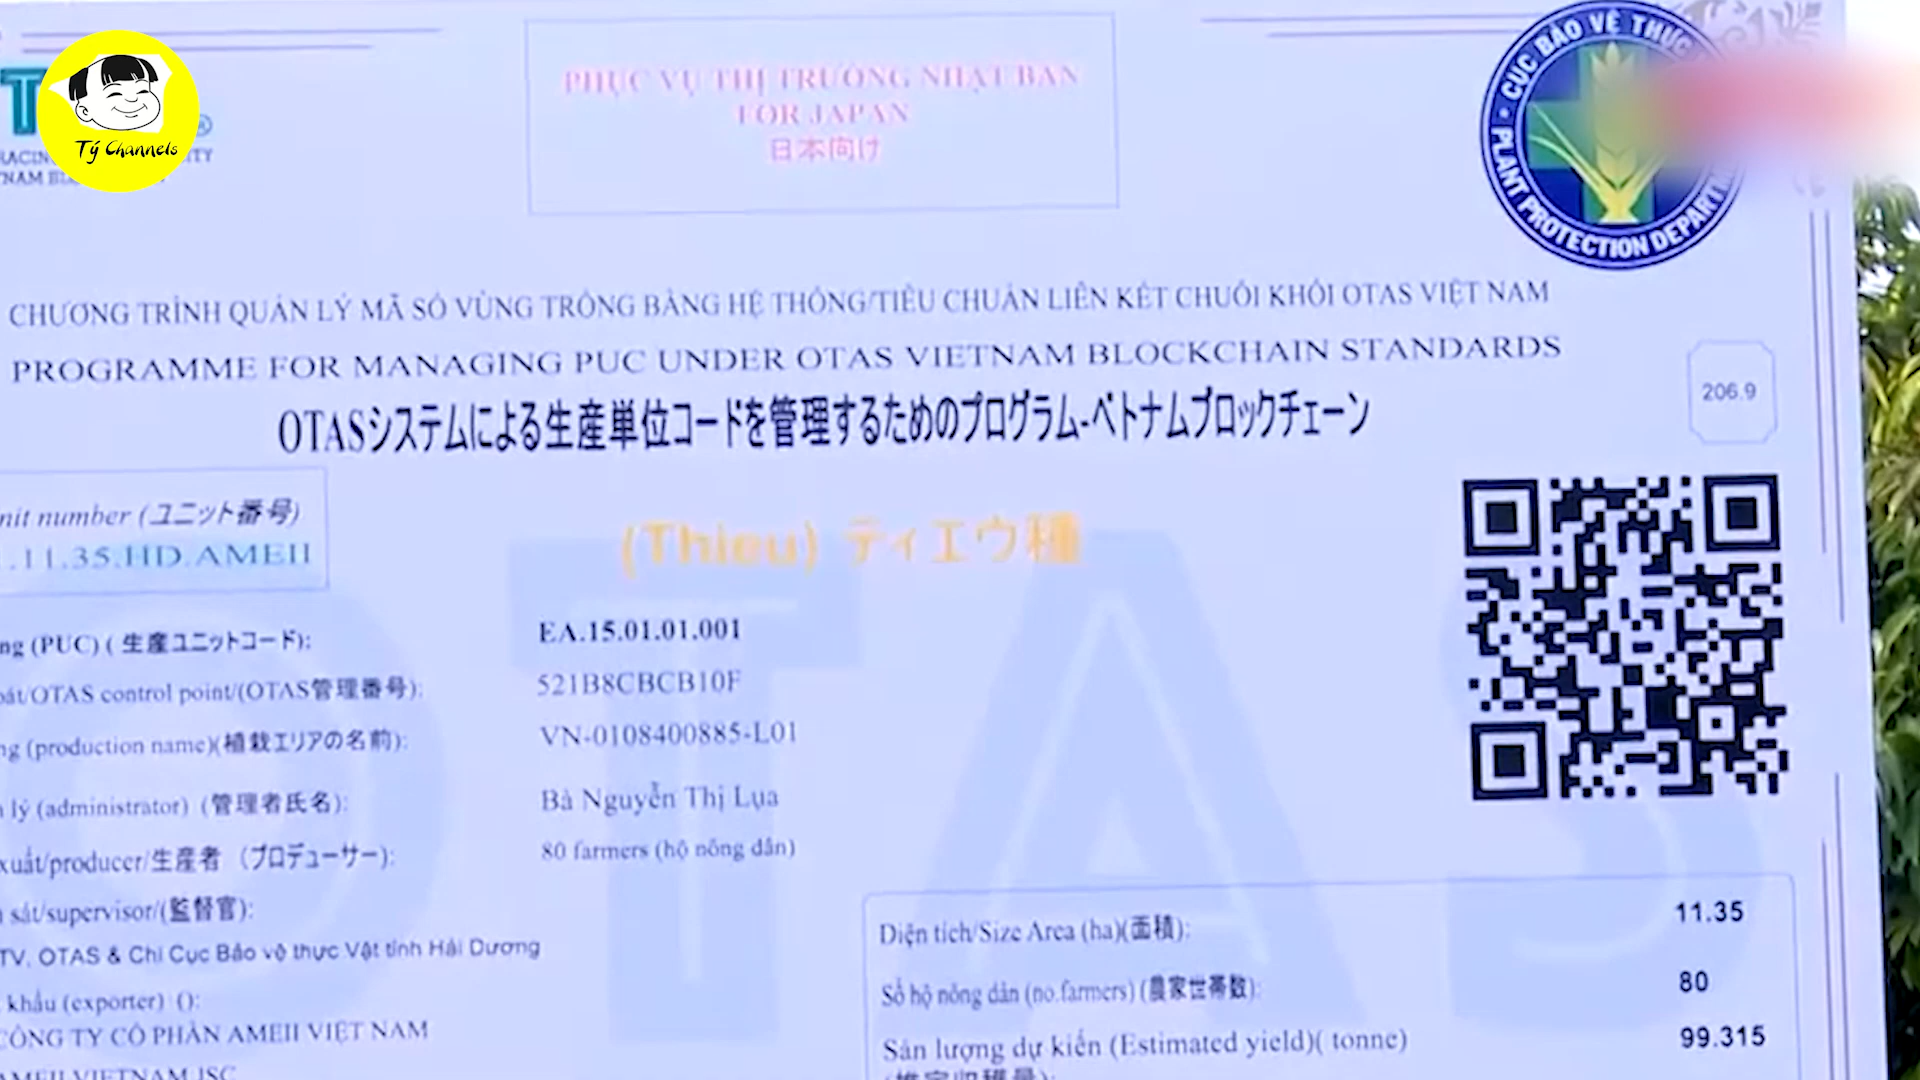 Tý Channels
PHỤC VỤ THỊ TRƯỜNG NHẬT BẢN
FOR JAPAN
日本向け
CỤC BẢO VỆ THỰC
PLANT PROTECTION DEPART
CHƯƠNG TRÌNH QUẢN LÝ MÃ SỐ VÙNG TRỒNG BẰNG HỆ THỐNG/TIÊU CHUẨN LIÊN KẾT CHUỖI KHỐI OTAS VIỆT NAM
PROGRAMME FOR MANAGING PUC UNDER OTAS VIETNAM BLOCKCHAIN STANDARDS
OTASシステムによる生産単位コードを管理するためのプログラム-ベトナムブロックチェーン
206.9
nit number (ユニット番号)
.11.35.HD.AMEII
(Thieu) ティエウ種
ng (PUC) ( 生産ユニットコード): EA.15.01.01.001
oát/OTAS control point/(OTAS管理番号): 521B8CBCB10F
ng (production name)(植栽エリアの名前): VN-0108400885-L01
lý (administrator) (管理者氏名): Bà Nguyễn Thị Lụa
xuất/producer/生産者 (プロデューサー): 80 farmers (hộ nông dân)
sát/supervisor/(監督官):
TV, OTAS & Chi Cục Bảo vệ thực Vật tỉnh Hải Dương
khẩu (exporter) ():
CÔNG TY CỔ PHẦN AMEII VIỆT NAM
AMEII VIETNAM JSC
Diện tích/Size Area (ha)(面積): 11.35
Số hộ nông dân (no.farmers) (農家世帯数): 80
Sản lượng dự kiến (Estimated yield)( tonne) 99.315
OTAS